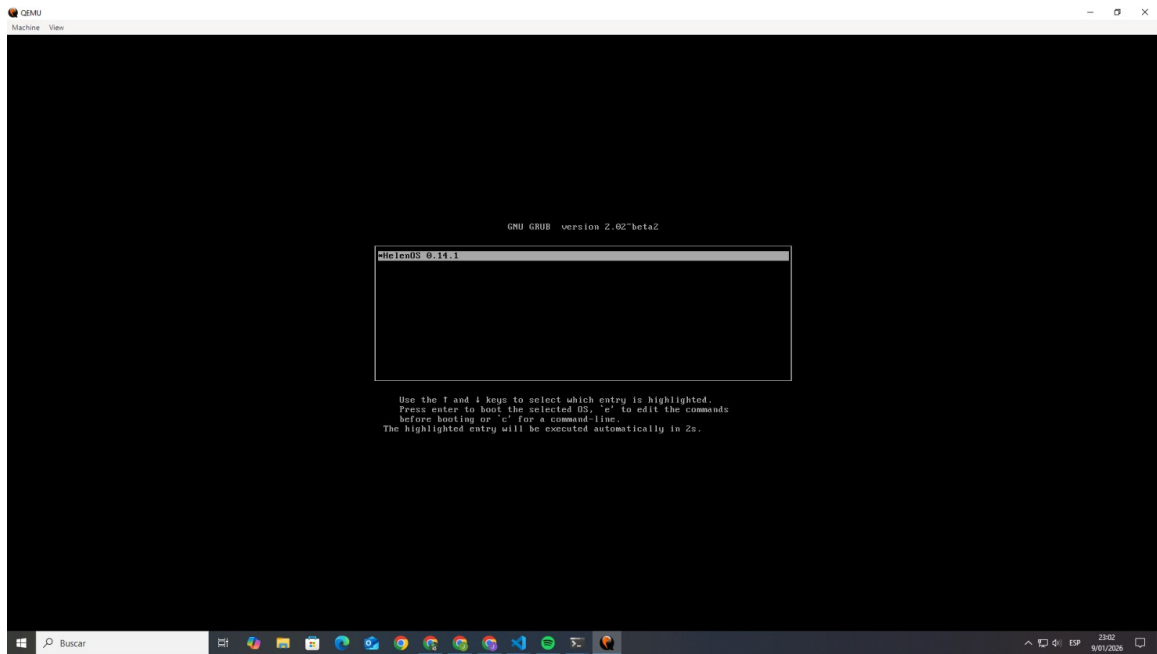 QEMU
Machine View
GNU GRUB version 2.02~beta2
*HelenOS 0.14.1
Use the ↑ and ↓ keys to select which entry is highlighted.
Press enter to boot the selected OS, `e' to edit the commands
before booting or `c' for a command-line.
The highlighted entry will be executed automatically in 2s.
Buscar
ESP
23:02
9/01/2026